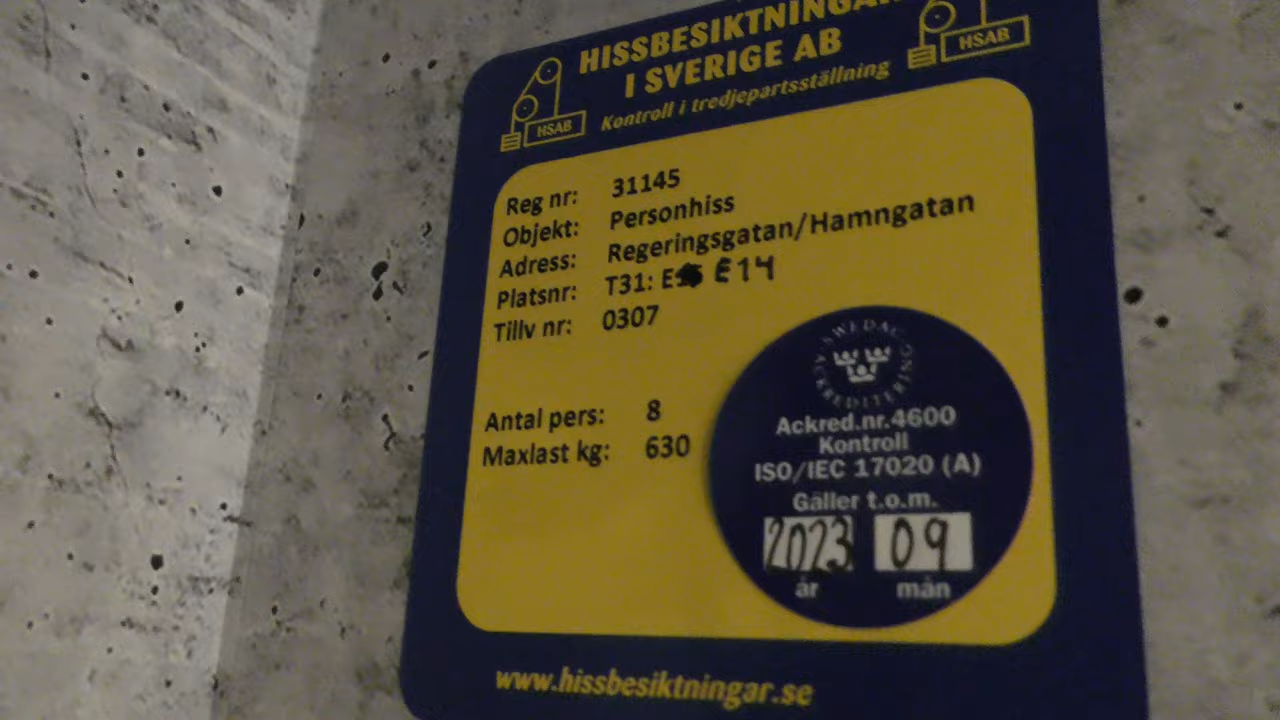 HISSBESIKTNINGAR
I SVERIGE AB
Kontroll i tredjepartsställning
HSAB
HSAB
Reg nr: 31145
Objekt: Personhiss
Adress: Regeringsgatan/Hamngatan
Platsnr: T31: E E14
Tillv nr: 0307
Antal pers: 8
Maxlast kg: 630
SWEDAC ACKREDITERING
Ackred.nr.4600
Kontroll
ISO/IEC 17020 (A)
Gäller t.o.m.
2023 09
år mån
www.hissbesiktningar.se